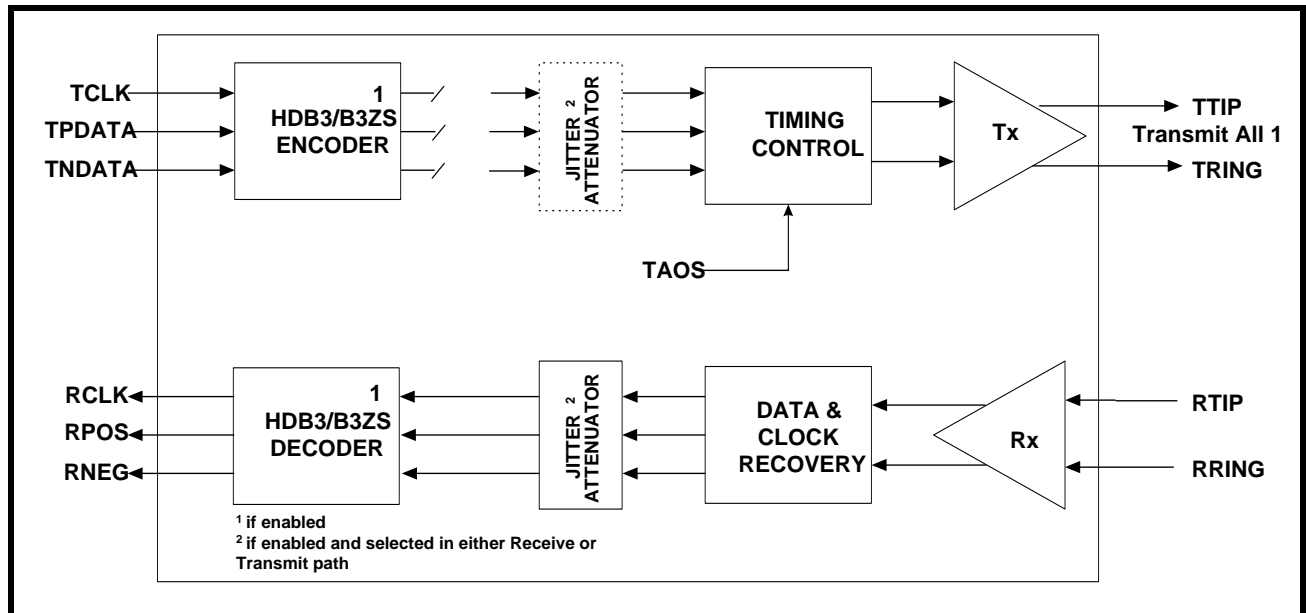 TCLK
TPDATA
TNDATA
1
HDB3/B3ZS
ENCODER
JITTER 2
ATTENUATOR
TIMING
CONTROL
Tx
TTIP
Transmit All 1
TRING
TAOS
RCLK
RPOS
RNEG
1
HDB3/B3ZS
DECODER
JITTER 2
ATTENUATOR
DATA &
CLOCK
RECOVERY
Rx
RTIP
RRING
1 if enabled
2 if enabled and selected in either Receive or
Transmit path